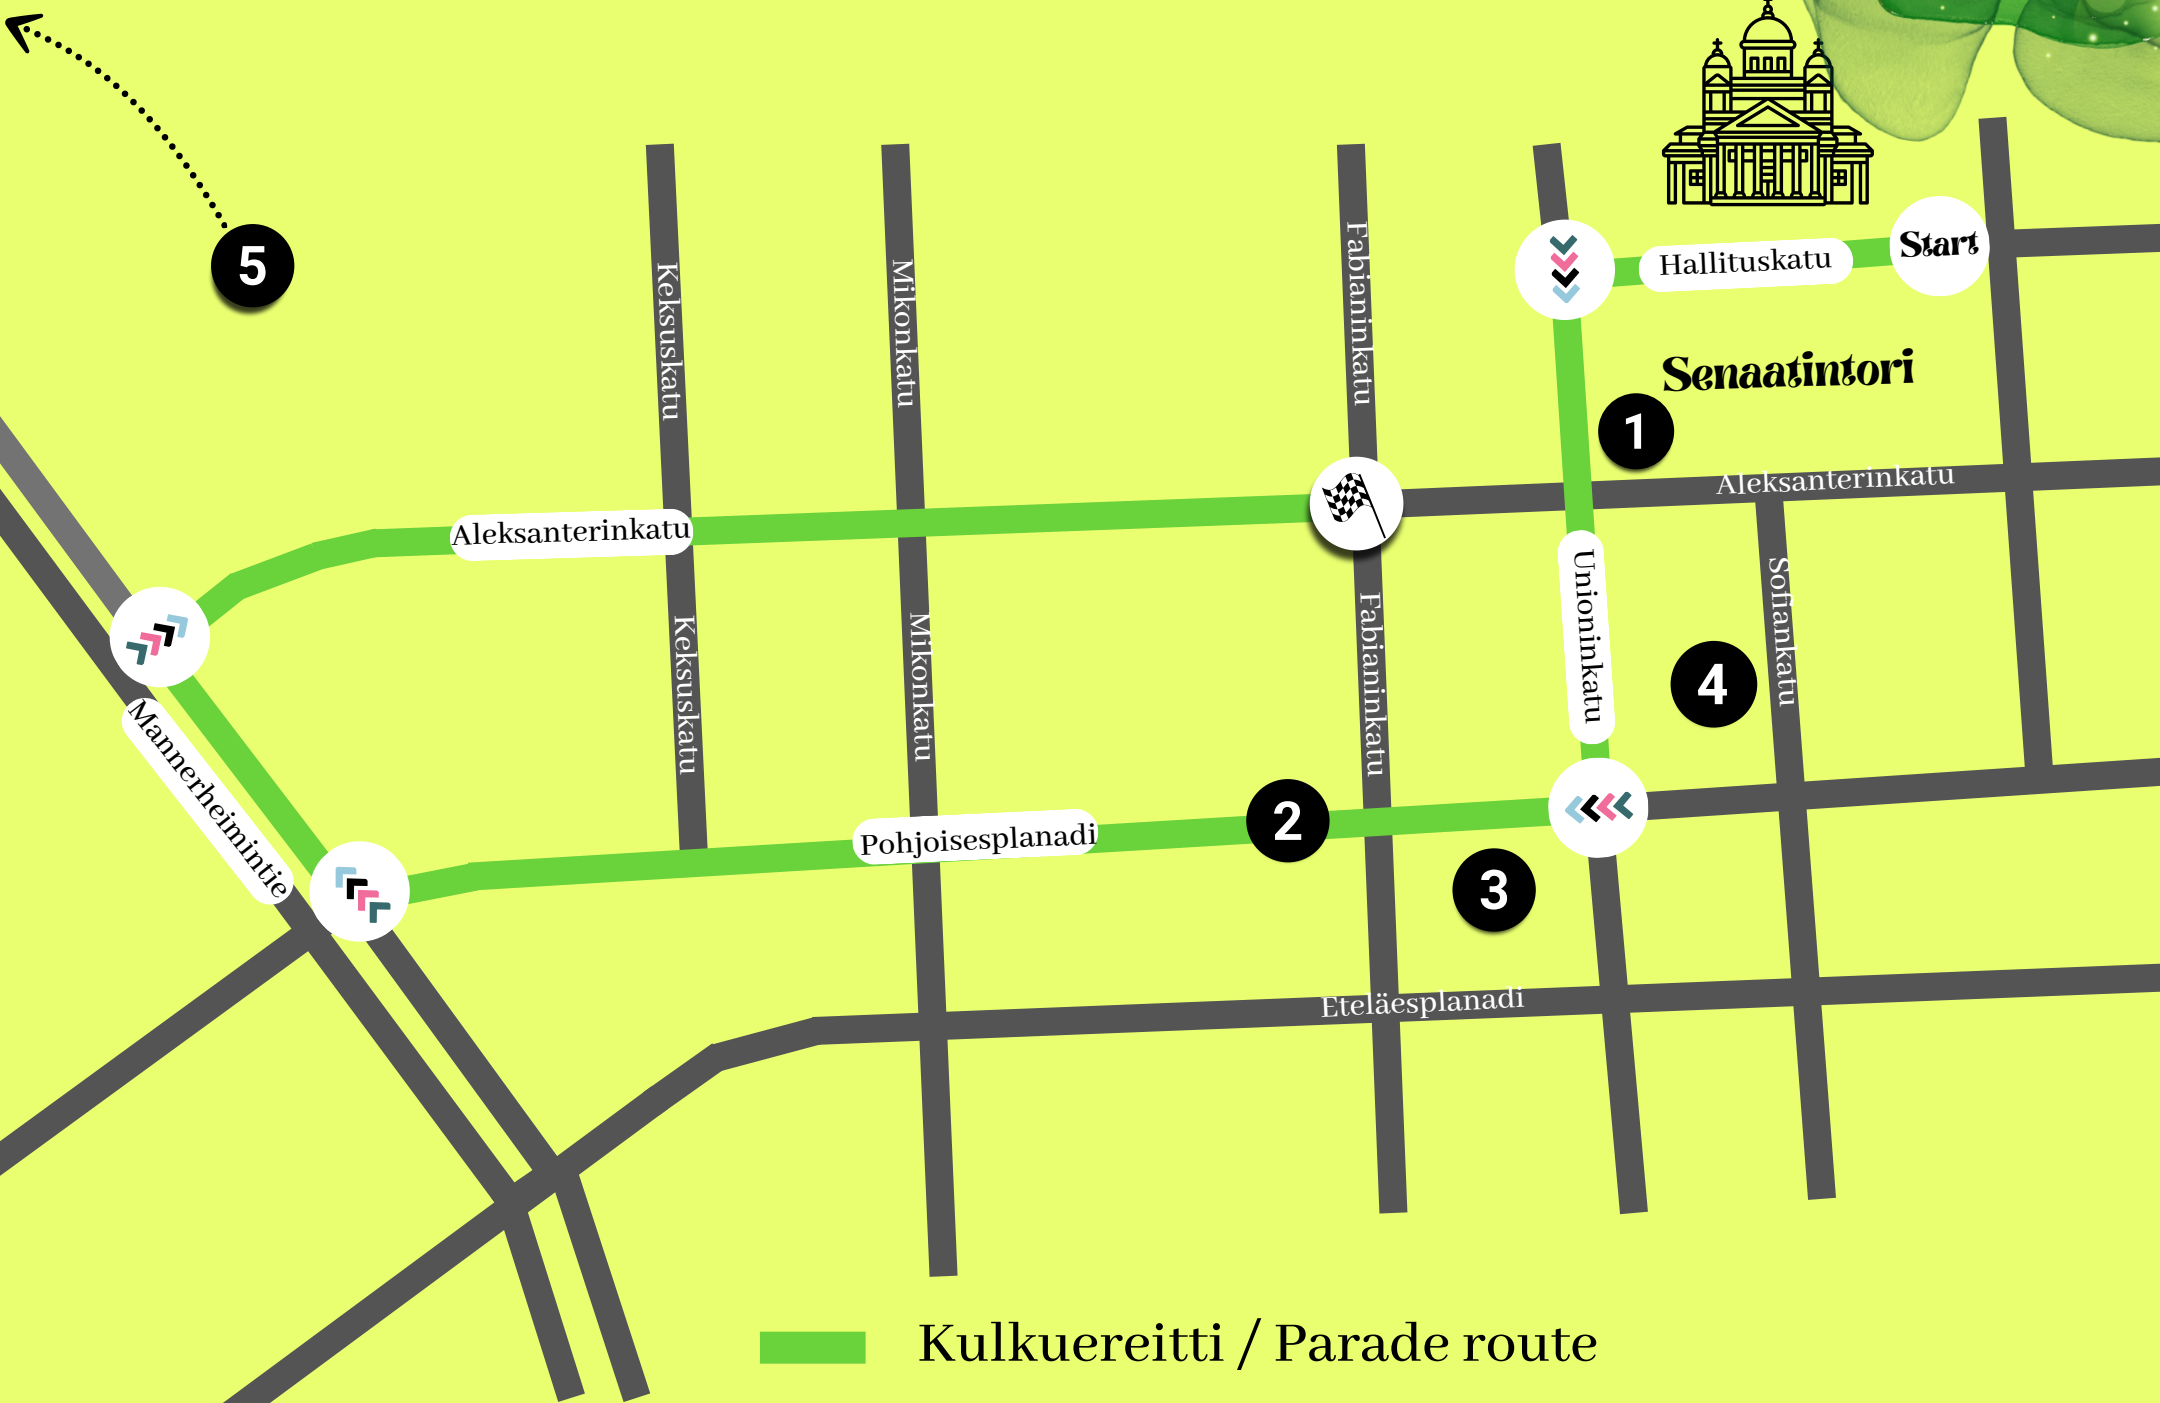 Start
Hallituskatu
5
Keksuskatu
Mikonkatu
Fabianinkatu
Senaatintori
1
Aleksanterinkatu
Aleksanterinkatu
Unioninkatu
Sofiankatu
4
Keksuskatu
Mikonkatu
Fabianinkatu
Mannerheimintie
Pohjoisesplanadi
2
3
Eteläesplanadi
Kulkuereitti / Parade route